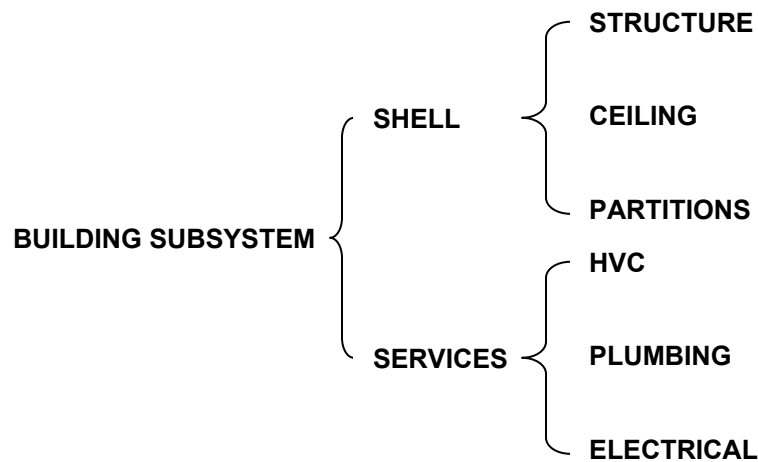 BUILDING SUBSYSTEM
SHELL
STRUCTURE
CEILING
PARTITIONS
SERVICES
HVC
PLUMBING
ELECTRICAL